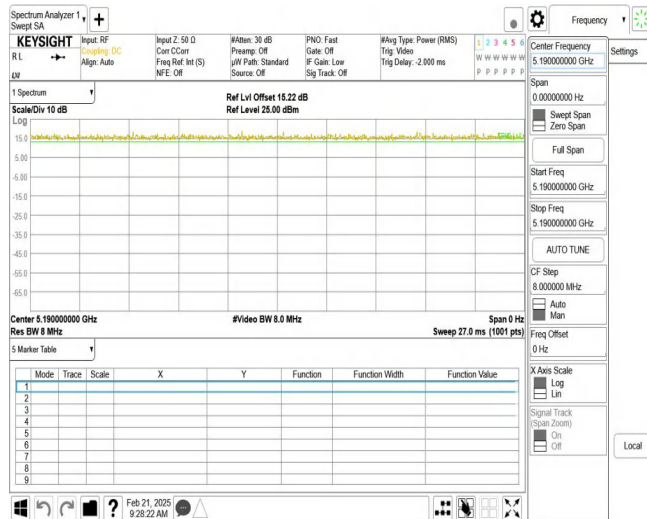 Spectrum Analyzer 1
Swept SA
Frequency
KEYSIGHT
RL
Input: RF
Coupling: DC
Align: Auto
Input Z: 50 Ω
Corr CCorr
Freq Ref: Int (S)
NFE: Off
#Atten: 30 dB
Preamp: Off
µW Path: Standard
Source: Off
PNO: Fast
Gate: Off
IF Gain: Low
Sig Track: Off
#Avg Type: Power (RMS)
Trig: Video
Trig Delay: -2.000 ms
1 2 3 4 5 6
W W W W W W
P P P P P P
1 Spectrum
Scale/Div 10 dB
Ref Lvl Offset 15.22 dB
Ref Level 25.00 dBm
Log
15.0
5.00
-5.00
-15.0
-25.0
-35.0
-45.0
-55.0
-65.0
Center 5.190000000 GHz
#Video BW 8.0 MHz
Span 0 Hz
Res BW 8 MHz
Sweep 27.0 ms (1001 pts)
5 Marker Table
Mode Trace Scale X Y Function Function Width Function Value
1
2
3
4
5
6
7
8
9
Feb 21, 2025
9:28:22 AM
Center Frequency
5.190000000 GHz
Settings
Span
0.00000000 Hz
Swept Span
Zero Span
Full Span
Start Freq
5.190000000 GHz
Stop Freq
5.190000000 GHz
AUTO TUNE
CF Step
8.000000 MHz
Auto
Man
Freq Offset
0 Hz
X Axis Scale
Log
Lin
Signal Track
(Span Zoom)
On
Off
Local